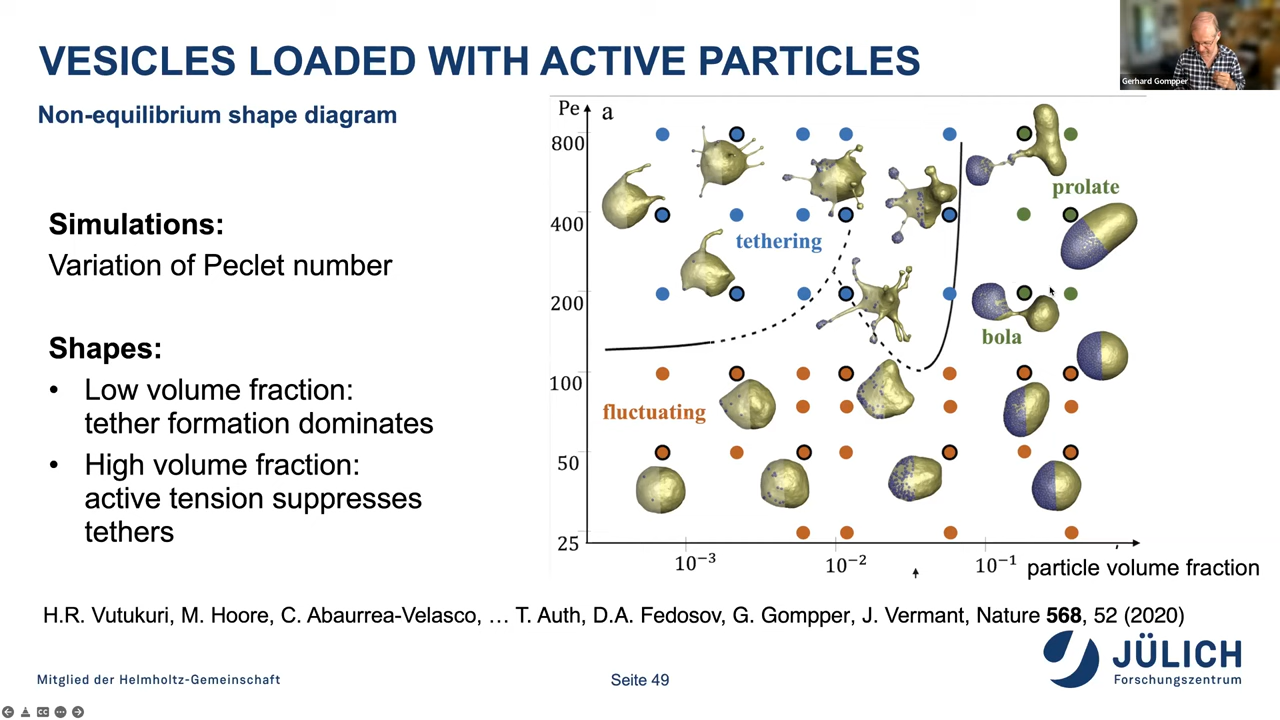 VESICLES LOADED WITH ACTIVE PARTICLES
Gerhard Gompper
Non-equilibrium shape diagram
Simulations:
Variation of Peclet number
Shapes:
• Low volume fraction:
tether formation dominates
• High volume fraction:
active tension suppresses
tethers
Pe
a
800
400
200
100
50
25
tethering
prolate
bola
fluctuating
10⁻³
10⁻²
10⁻¹
particle volume fraction
H.R. Vutukuri, M. Hoore, C. Abaurrea-Velasco, … T. Auth, D.A. Fedosov, G. Gompper, J. Vermant, Nature 568, 52 (2020)
Mitglied der Helmholtz-Gemeinschaft
Seite 49
JÜLICH
Forschungszentrum